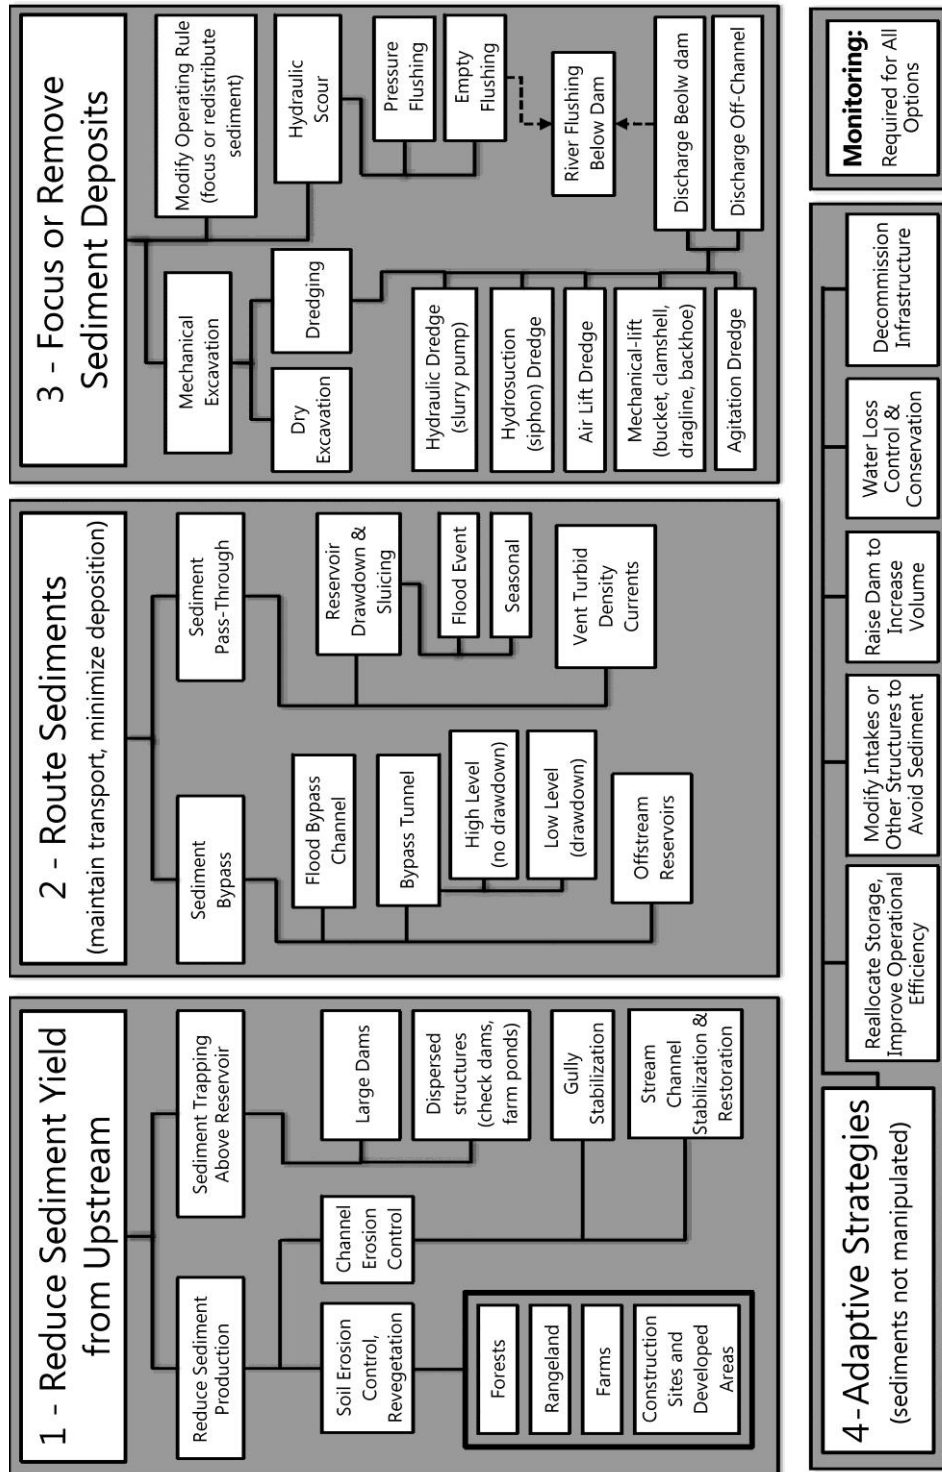 1 - Reduce Sediment Yield
from Upstream
Reduce Sediment
Production
Sediment Trapping
Above Reservoir
Soil Erosion
Control,
Revegetation
Channel
Erosion
Control
Large Dams
Dispersed
structures
(check dams,
farm ponds)
Forests
Rangeland
Farms
Construction
Sites and
Developed
Areas
Gully
Stabilization
Stream
Channel
Stabilization &
Restoration
2 - Route Sediments
(maintain transport, minimize deposition)
Sediment
Bypass
Sediment
Pass-Through
Flood Bypass
Channel
Bypass Tunnel
High Level
(no drawdown)
Low Level
(drawdown)
Offstream
Reservoirs
Reservoir
Drawdown &
Sluicing
Flood Event
Seasonal
Vent Turbid
Density
Currents
3 - Focus or Remove
Sediment Deposits
Mechanical
Excavation
Modify Operating Rule
(focus or redistribute
sediment)
Dry
Excavation
Dredging
Hydraulic
Scour
Pressure
Flushing
Empty
Flushing
River Flushing
Below Dam
Hydraulic Dredge
(slurry pump)
Hydrosuction
(siphon) Dredge
Air Lift Dredge
Mechanical-lift
(bucket, clamshell,
dragline, backhoe)
Agitation Dredge
Discharge Beolw dam
Discharge Off-Channel
4-Adaptive Strategies
(sediments not manipulated)
Reallocate Storage,
Improve Operational
Efficiency
Modify Intakes or
Other Structures to
Avoid Sediment
Raise Dam to
Increase
Volume
Water Loss
Control &
Conservation
Decommission
Infrastructure
Monitoring:
Required for All
Options